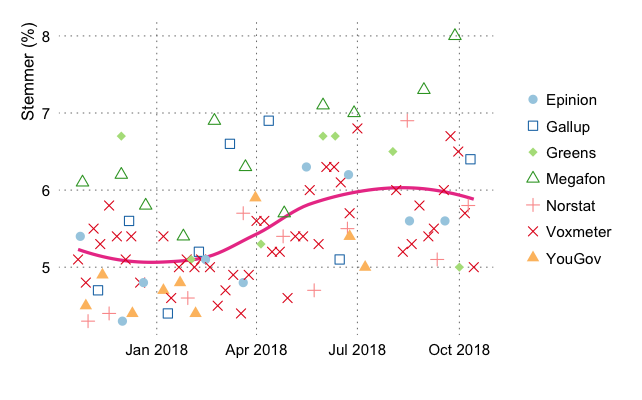 Stemmer (%)
8
7
6
5
Jan 2018 Apr 2018 Jul 2018 Oct 2018
Epinion
Gallup
Greens
Megafon
Norstat
Voxmeter
YouGov